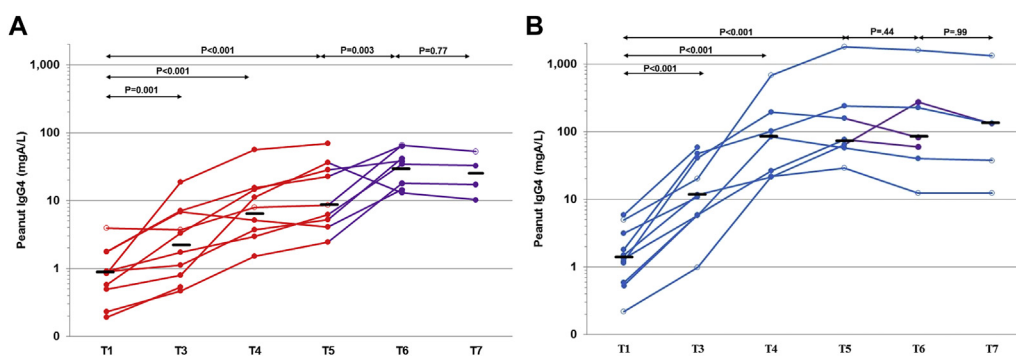 A
P<0.001
P=0.003
P=0.77
P<0.001
P=0.001
Peanut IgG4 (mgA/L)
1,000
100
10
1
0
T1
T3
T4
T5
T6
T7
B
P<0.001
P=.44
P=.99
P<0.001
P<0.001
Peanut IgG4 (mgA/L)
1,000
100
10
1
0
T1
T3
T4
T5
T6
T7